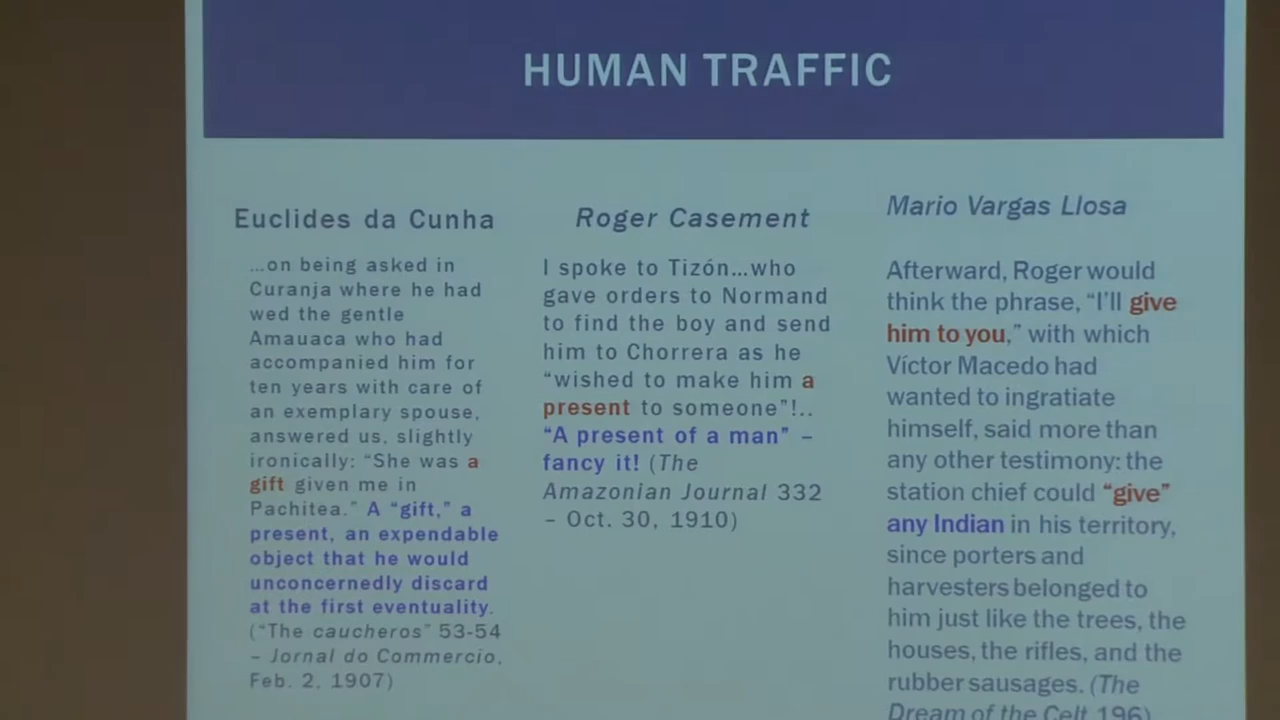 HUMAN TRAFFIC
Euclides da Cunha
...on being asked in
Curanja where he had
wed the gentle
Amauaca who had
accompanied him for
ten years with care of
an exemplary spouse,
answered us, slightly
ironically: “She was a
gift given me in
Pachitea.” A “gift,” a
present, an expendable
object that he would
unconcernedly discard
at the first eventuality.
(“The caucheros” 53-54
– Jornal do Commercio,
Feb. 2, 1907)
Roger Casement
I spoke to Tizón...who
gave orders to Normand
to find the boy and send
him to Chorrera as he
“wished to make him a
present to someone”!..
“A present of a man” –
fancy it! (The
Amazonian Journal 332
– Oct. 30, 1910)
Mario Vargas Llosa
Afterward, Roger would
think the phrase, “I’ll give
him to you,” with which
Víctor Macedo had
wanted to ingratiate
himself, said more than
any other testimony: the
station chief could “give”
any Indian in his territory,
since porters and
harvesters belonged to
him just like the trees, the
houses, the rifles, and the
rubber sausages. (The
Dream of the Celt 196)